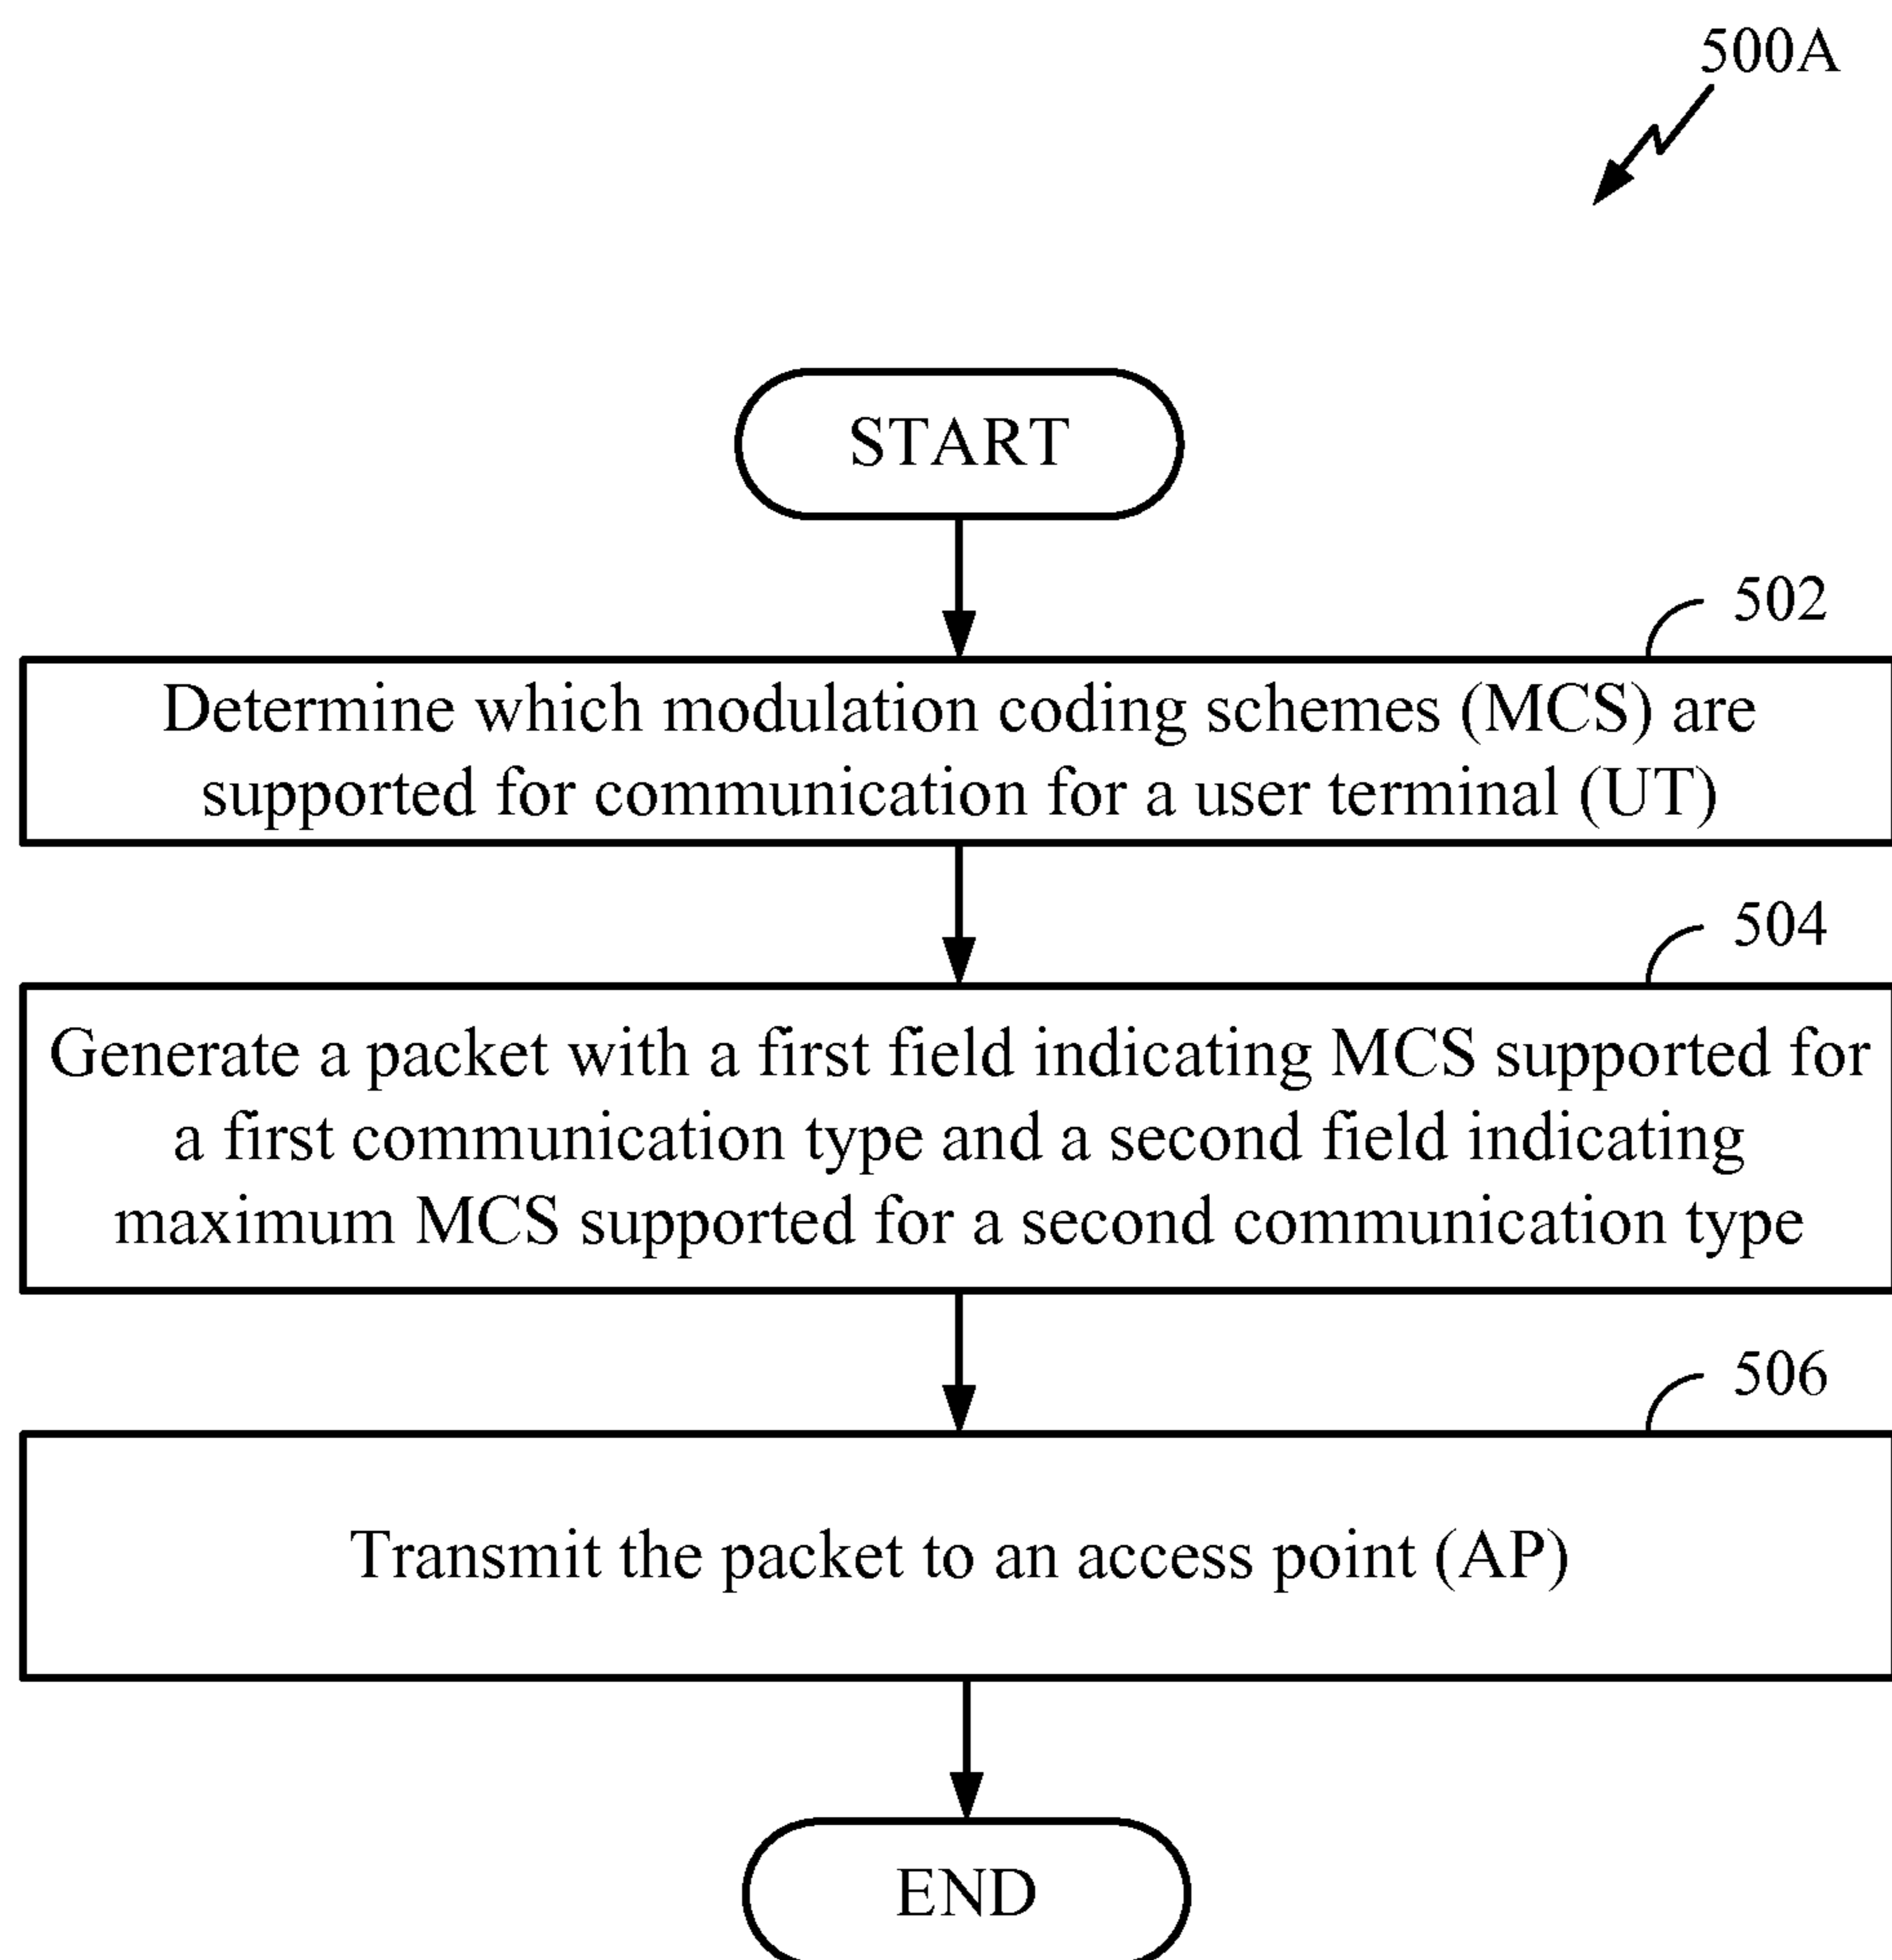 500A
START
502
Determine which modulation coding schemes (MCS) are
supported for communication for a user terminal (UT)
504
Generate a packet with a first field indicating MCS supported for
a first communication type and a second field indicating
maximum MCS supported for a second communication type
506
Transmit the packet to an access point (AP)
END